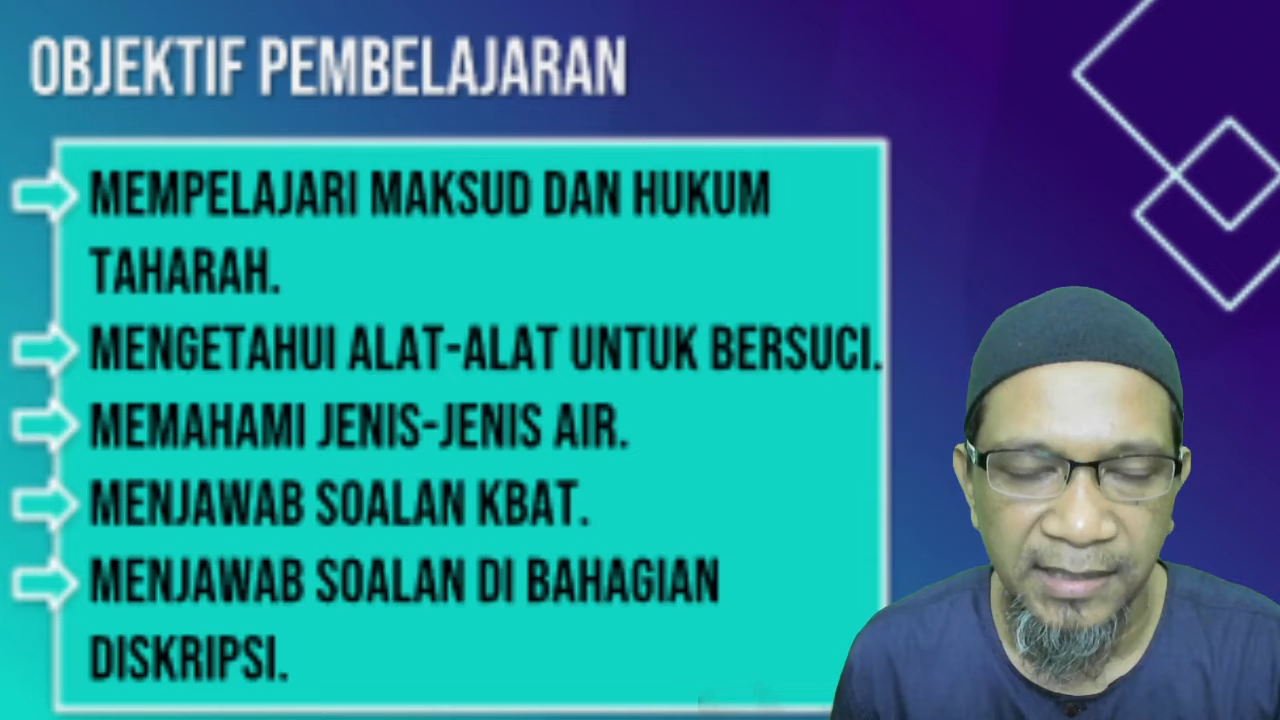 OBJEKTIF PEMBELAJARAN
MEMPELAJARI MAKSUD DAN HUKUM
TAHARAH.
MENGETAHUI ALAT-ALAT UNTUK BERSUCI.
MEMAHAMI JENIS-JENIS AIR.
MENJAWAB SOALAN KBAT.
MENJAWAB SOALAN DI BAHAGIAN
DISKRIPSI.